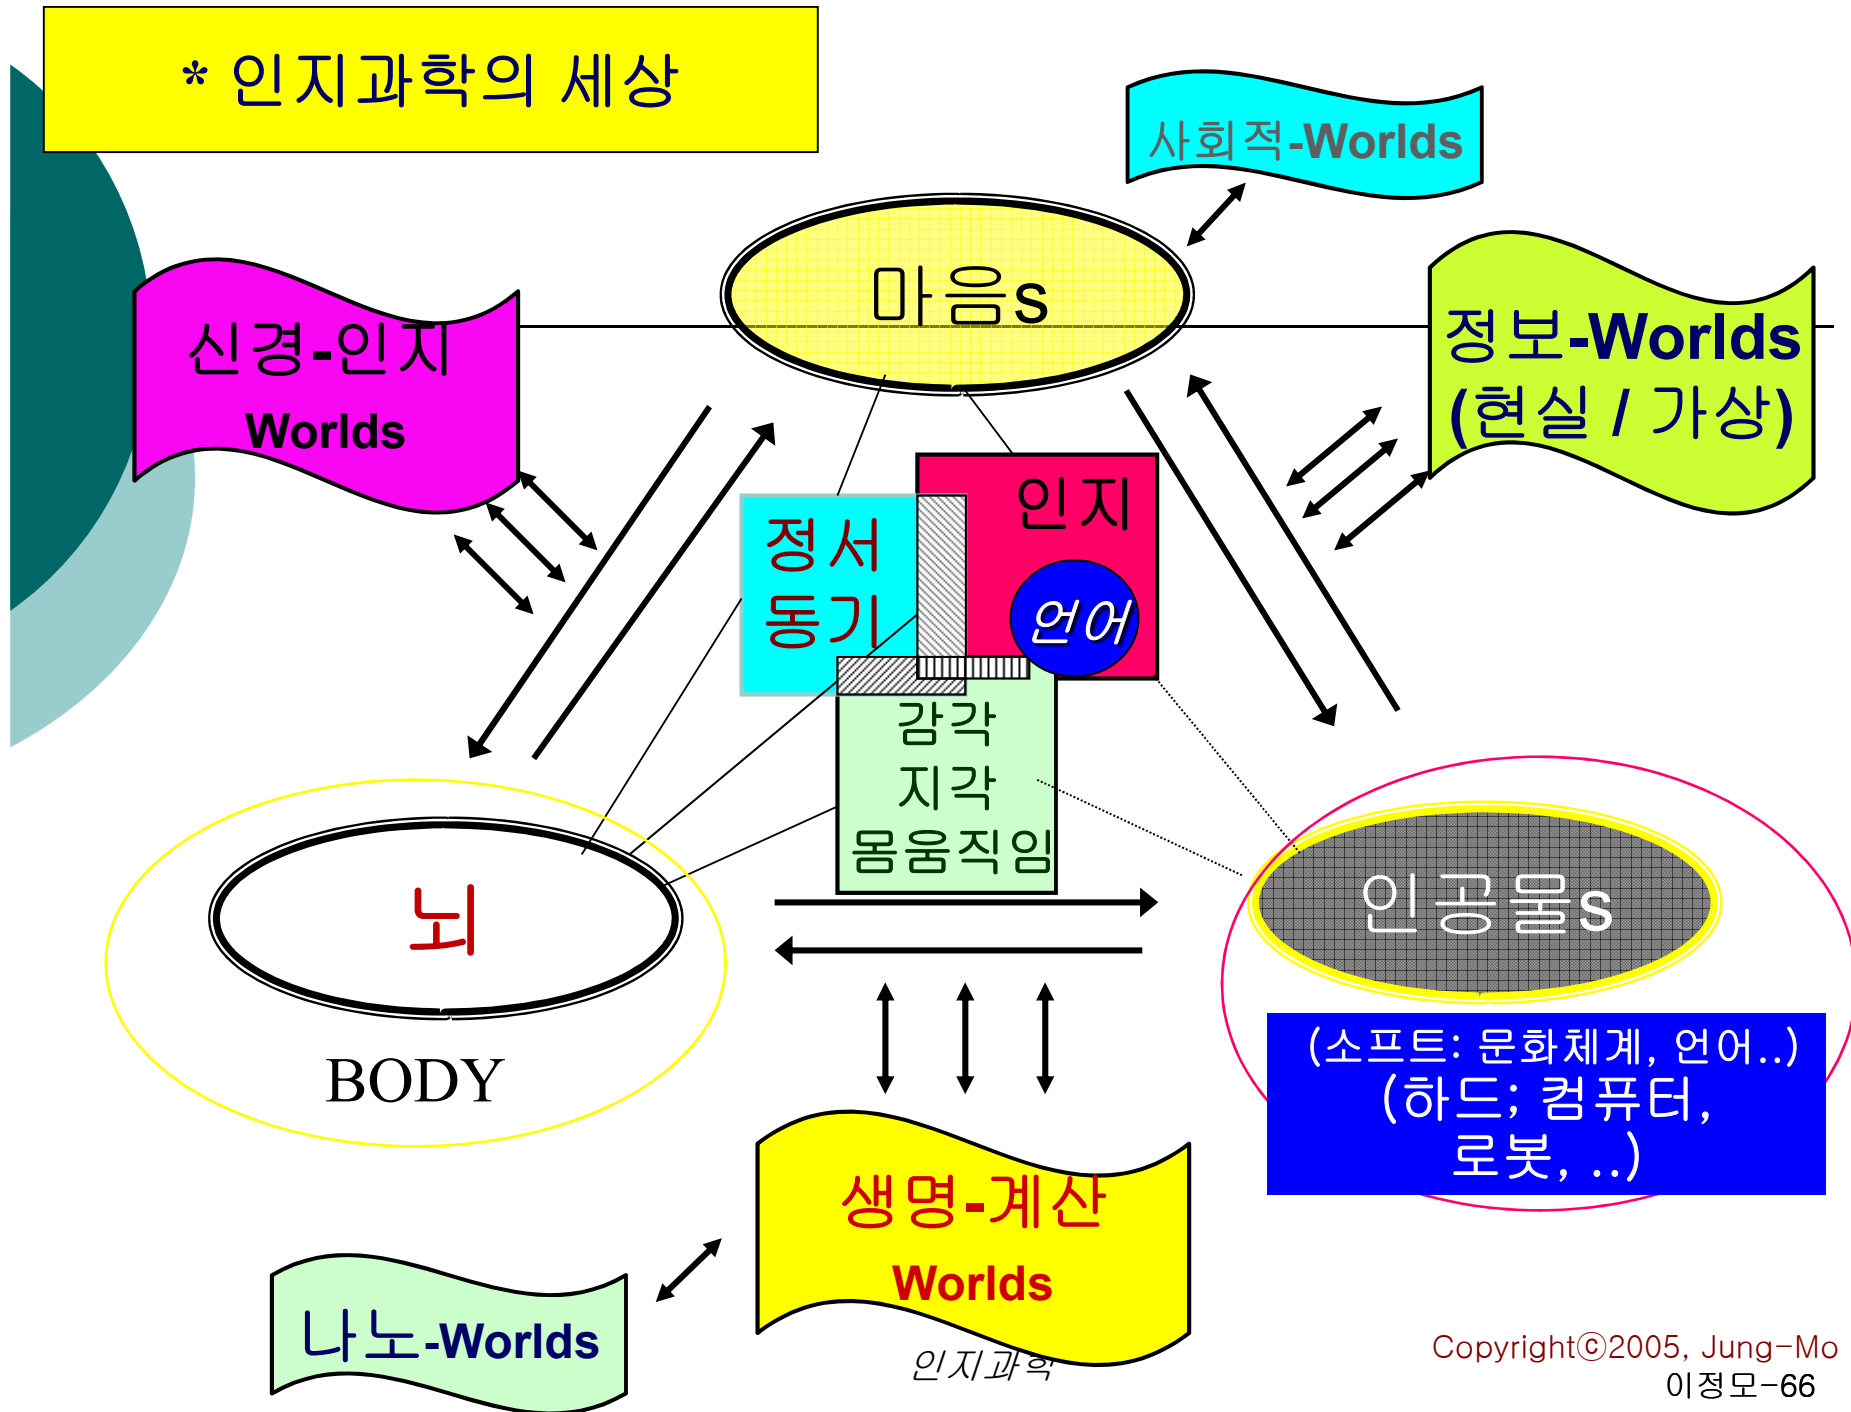 * 인지과학의 세상
사회적-Worlds
마음s
신경-인지
Worlds
정보-Worlds
(현실 / 가상)
인지
언어
정서
동기
감각
지각
몸움직임
뇌
BODY
인공물s
(소프트: 문화체계, 언어..)
(하드; 컴퓨터,
로봇, ..)
생명-계산
Worlds
나노-Worlds
인지과학
Copyrightⓒ2005, Jung-Mo
이정모-66